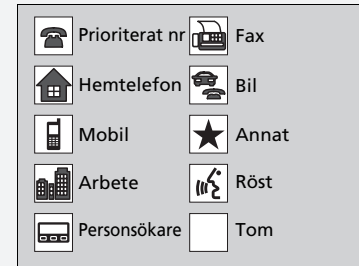 Prioriterat nr Fax
Hemtelefon Bil
Mobil Annat
Arbete Röst
Personsökare Tom